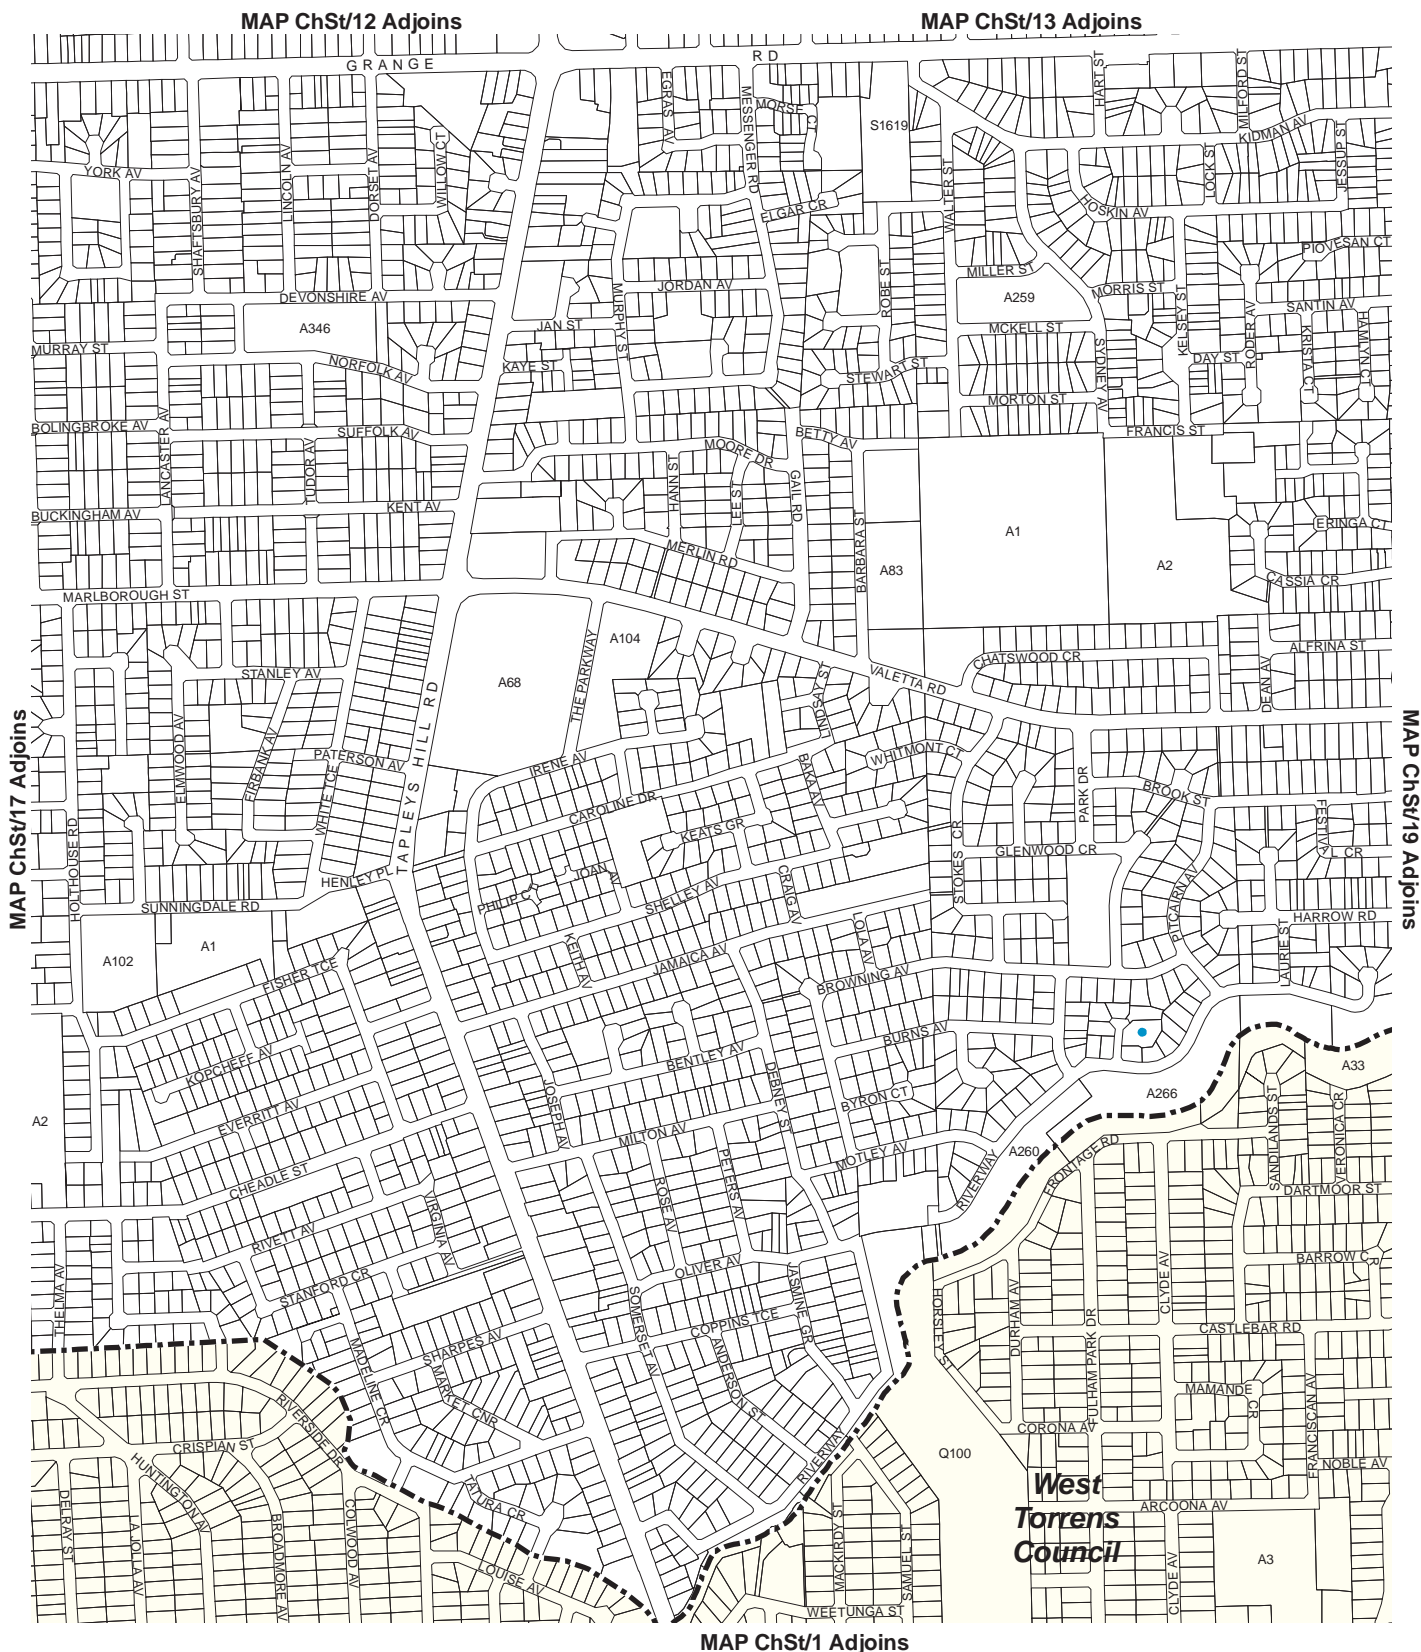 MAP ChSt/12 Adjoins
MAP ChSt/13 Adjoins
GRANGE
RD
HART ST
MILFORD ST
EGRAS AV
MESSENGER RD
MORSE CT
S1619
KIDMAN AV
JESSUP ST
LOCK ST
YORK AV
SHAFTSBURY AV
LINCOLN AV
DORSET AV
WILLOW CT
WALTER ST
ELGAR CR
HOSKIN AV
PIOVESAN CT
MILLER ST
A259
MORRIS ST
KELSEY ST
RODER AV
SANTIN AV
KRISTA CT
HAMLYN CT
DEVONSHIRE AV
A346
JORDAN AV
MURPHY ST
ROBE ST
JAN ST
MCKELL ST
MURRAY ST
NORFOLK AV
KAYE ST
STEWART ST
SYDNEY AV
DAY ST
MORTON ST
BOLINGBROKE AV
LANCASTER AV
SUFFOLK AV
TUDOR AV
BETTY AV
FRANCIS ST
MOORE DR
HANN ST
LEE ST
GAIL RD
BUCKINGHAM AV
KENT AV
BARBARA ST
A1
ERINGA CT
MERLIN RD
A83
A2
CASSIA CR
MARLBOROUGH ST
A104
THE PARKWAY
ALFRINA ST
STANLEY AV
A68
VALETTA RD
CHATSWOOD CR
DEAN AV
LINDSAY ST
MAP ChSt/17 Adjoins
MAP ChSt/19 Adjoins
ELMWOOD AV
FIRBANK AV
PATERSON AV
WHITE TCE
TAPLEYS HILL RD
IRENE AV
BAKA AV
WHITMONT CT
PARK DR
BROOK ST
CAROLINE DR
KEATS GR
FESTIVAL CR
HOLTHOUSE RD
HENLEY PL
JOAN AV
PHILIP CT
SHELLEY AV
CRAIG AV
STOKES CR
GLENWOOD CR
PITCAIRN AV
SUNNINGDALE RD
HARROW RD
A1
A102
FISHER TCE
KEITH AV
JAMAICA AV
LOLA AV
BROWNING AV
LAURIE ST
KOPCHEFF AV
BENTLEY AV
BURNS AV
DEBNEY ST
JOSEPH AV
BYRON CT
A33
A266
A2
EVERRITT AV
MILTON AV
MOTLEY AV
A260
FRONTAGE RD
SANDILANDS ST
VERONICA CR
CHEADLE ST
VIRGINIA AV
ROSE AV
PETERS AV
RIVERWAY
DARTMOOR ST
RIVETT AV
BARROW CR
STANFORD CR
OLIVER AV
JASMINE GR
THELMA AV
SOMERSET AV
COPPINS TCE
HORSLEY ST
DURHAM AV
FULHAM PARK DR
CLYDE AV
CASTLEBAR RD
SHARPES AV
MADELINE CR
MARKET CNR
ANDERSON ST
MAMANDE CR
FRANCISCAN AV
RIVERSIDE DR
CORONA AV
CRISPIAN ST
HUNTINGTON AV
RIVERWAY
Q100
NOBLE AV
TATURA CR
West
Torrens
Council
ARCOONA AV
DELRAY ST
LA JOLLA AV
BROADMORE AV
COLWOOD AV
LOUISE AV
MACKIRDY ST
SAMUEL ST
CLYDE AV
A3
WEETUNGA ST
MAP ChSt/1 Adjoins